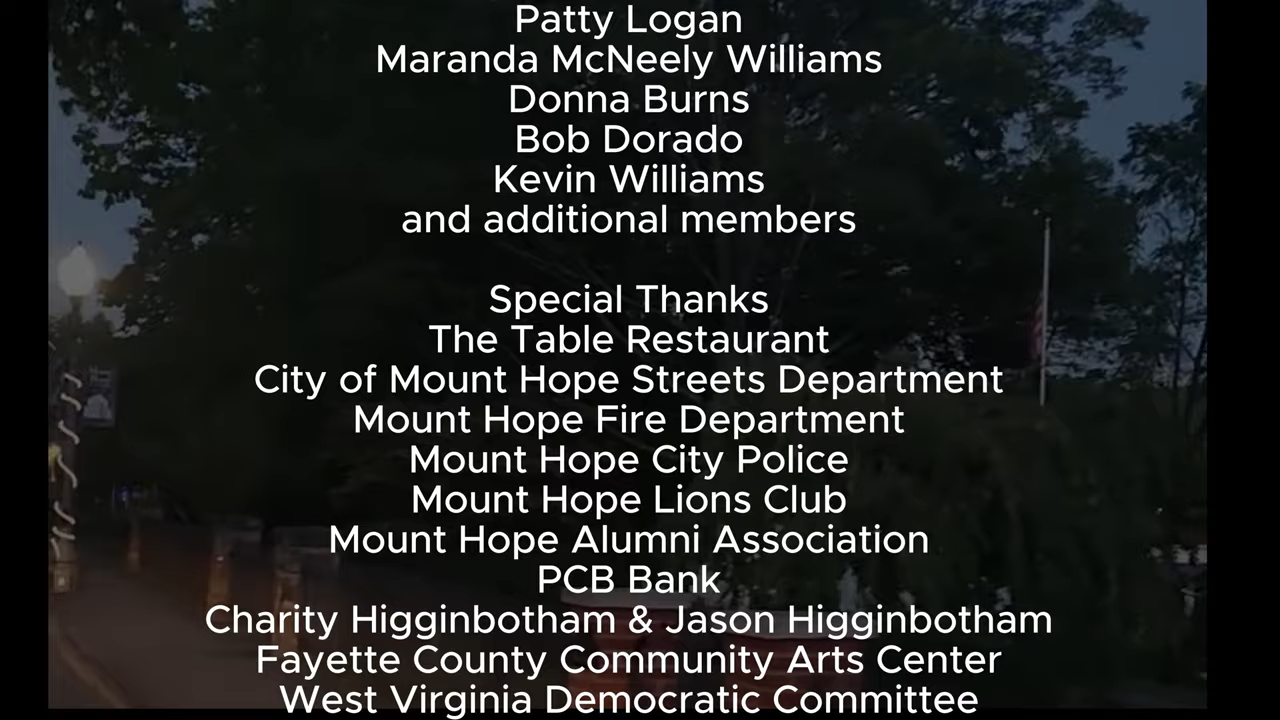 Patty Logan
Maranda McNeely Williams
Donna Burns
Bob Dorado
Kevin Williams
and additional members
Special Thanks
The Table Restaurant
City of Mount Hope Streets Department
Mount Hope Fire Department
Mount Hope City Police
Mount Hope Lions Club
Mount Hope Alumni Association
PCB Bank
Charity Higginbotham & Jason Higginbotham
Fayette County Community Arts Center
West Virginia Democratic Committee